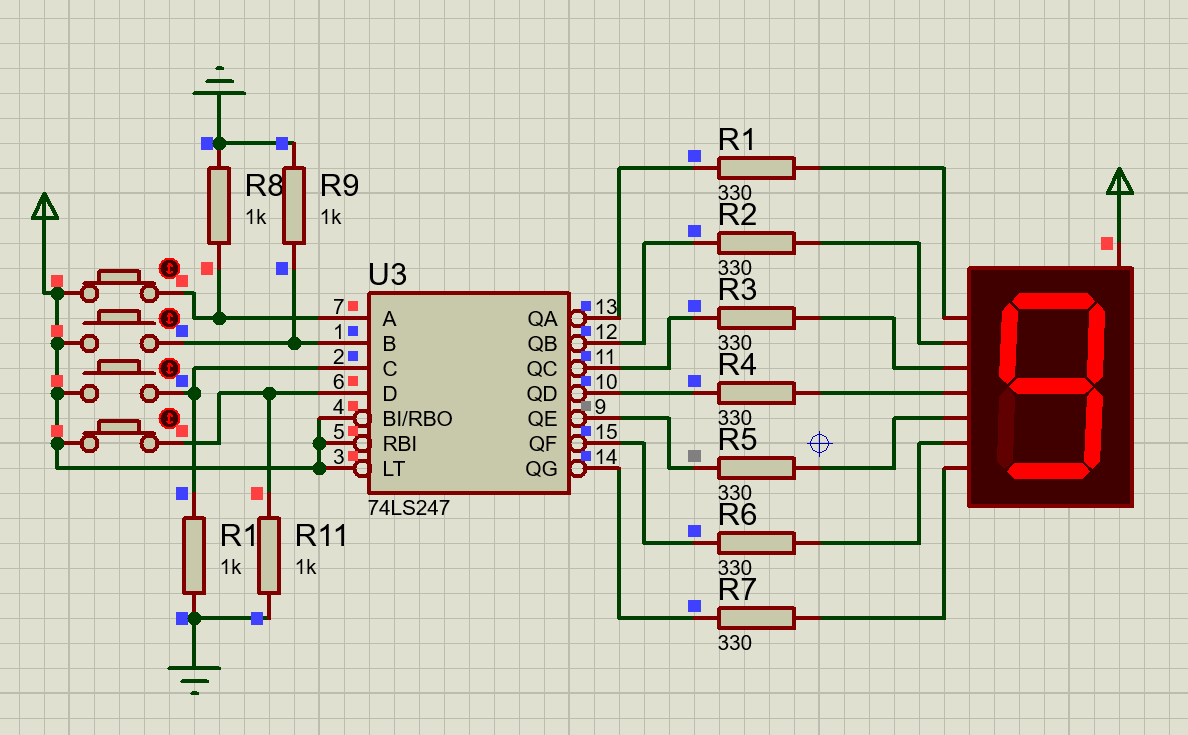 R8
1k
R9
1k
U3
7
A
1
B
2
C
6
D
4
BI/RBO
5
RBI
3
LT
QA
13
QB
12
QC
11
QD
10
QE
9
QF
15
QG
14
74LS247
R1
1k
R11
1k
R1
330
R2
330
R3
330
R4
330
R5
330
R6
330
R7
330
9